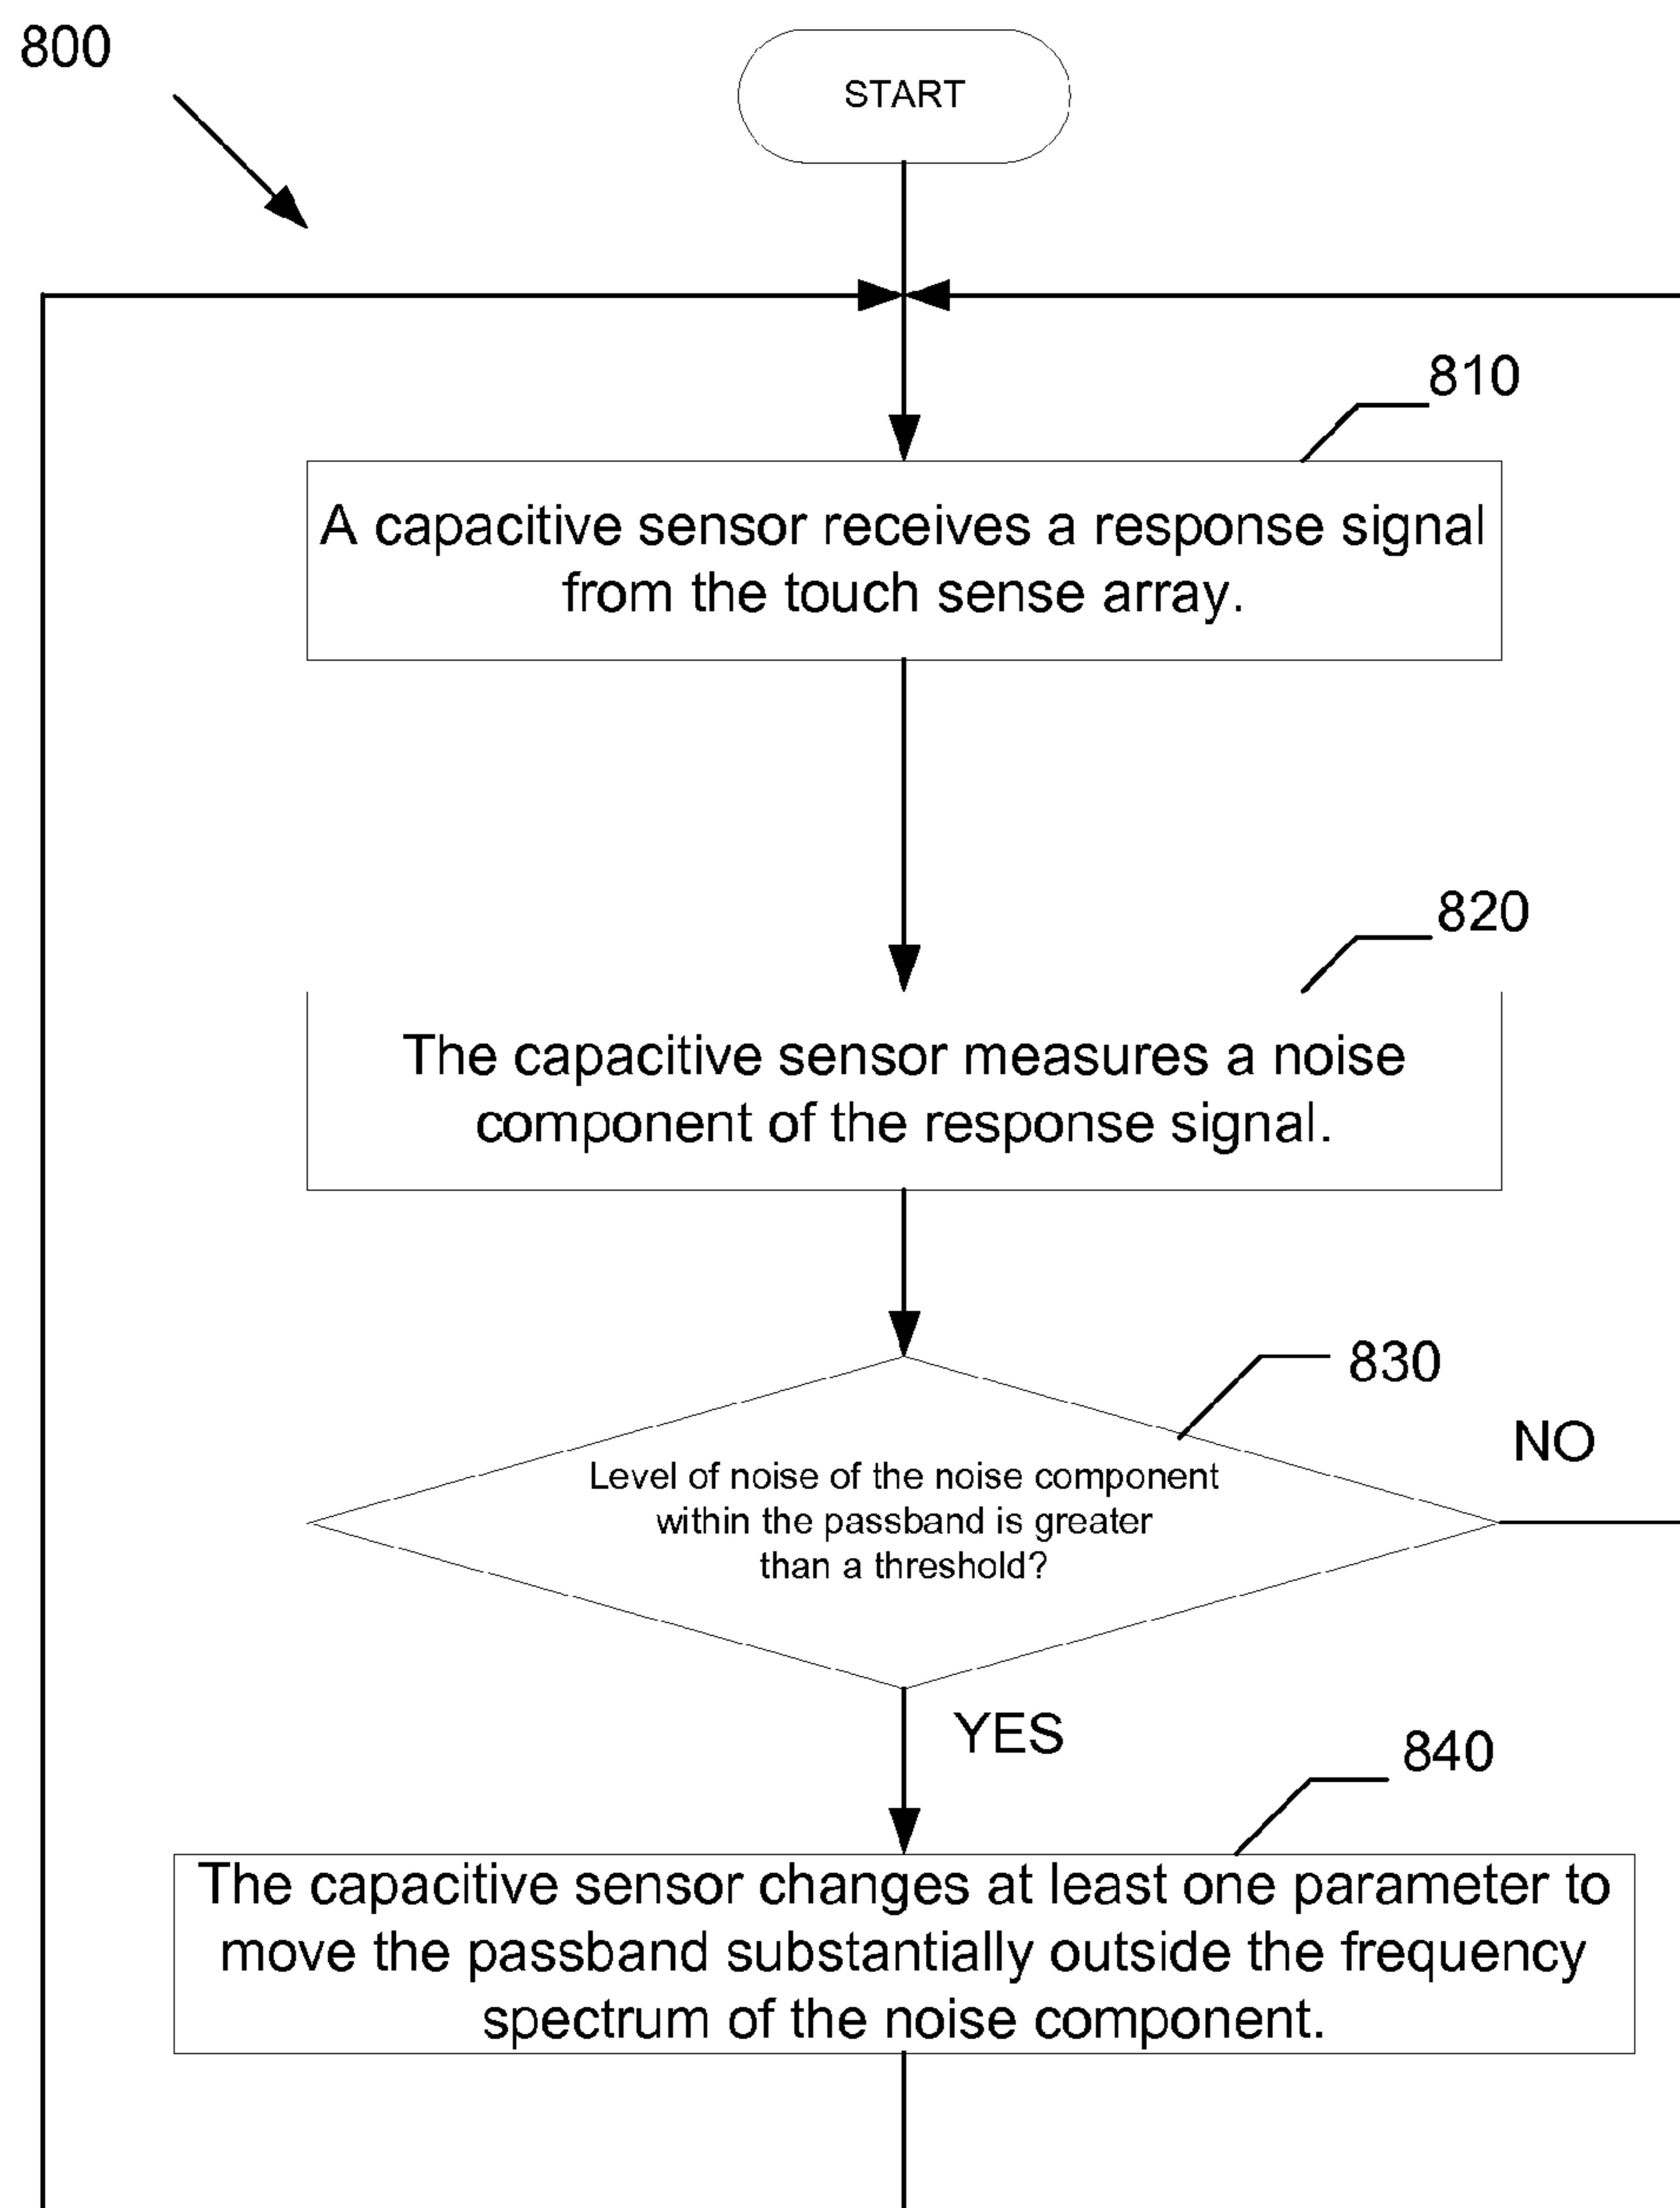 800
START
810
A capacitive sensor receives a response signal
from the touch sense array.
820
The capacitive sensor measures a noise
component of the response signal.
830
NO
Level of noise of the noise component
within the passband is greater
than a threshold?
YES
840
The capacitive sensor changes at least one parameter to
move the passband substantially outside the frequency
spectrum of the noise component.